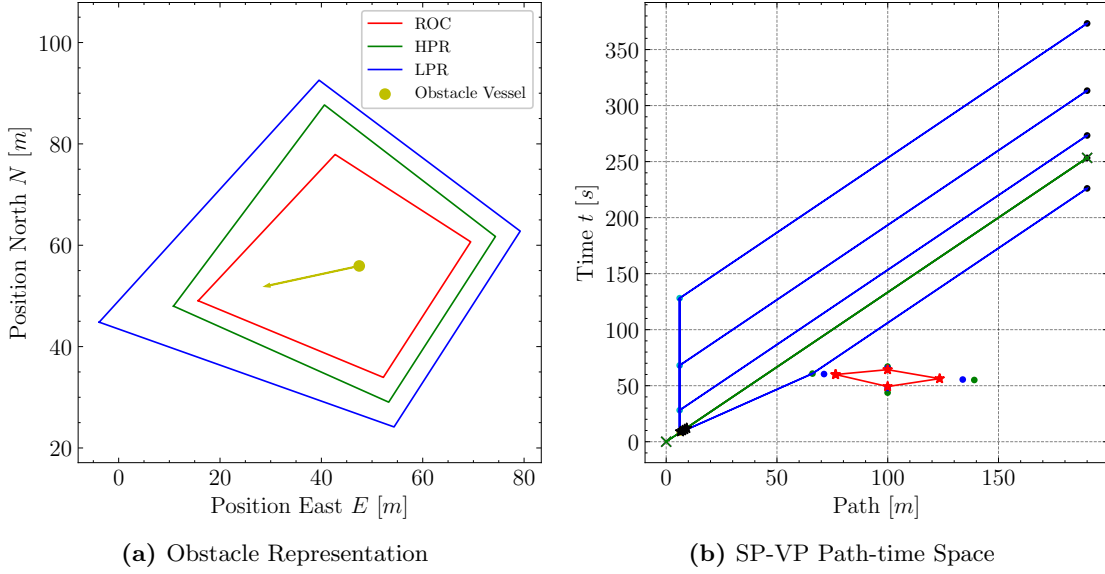 100
80
60
40
20
Position North N [m]
0
20
40
60
80
Position East E [m]
ROC
HPR
LPR
Obstacle Vessel
(a) Obstacle Representation
350
300
250
200
150
100
50
0
Time t [s]
0
50
100
150
Path [m]
(b) SP-VP Path-time Space